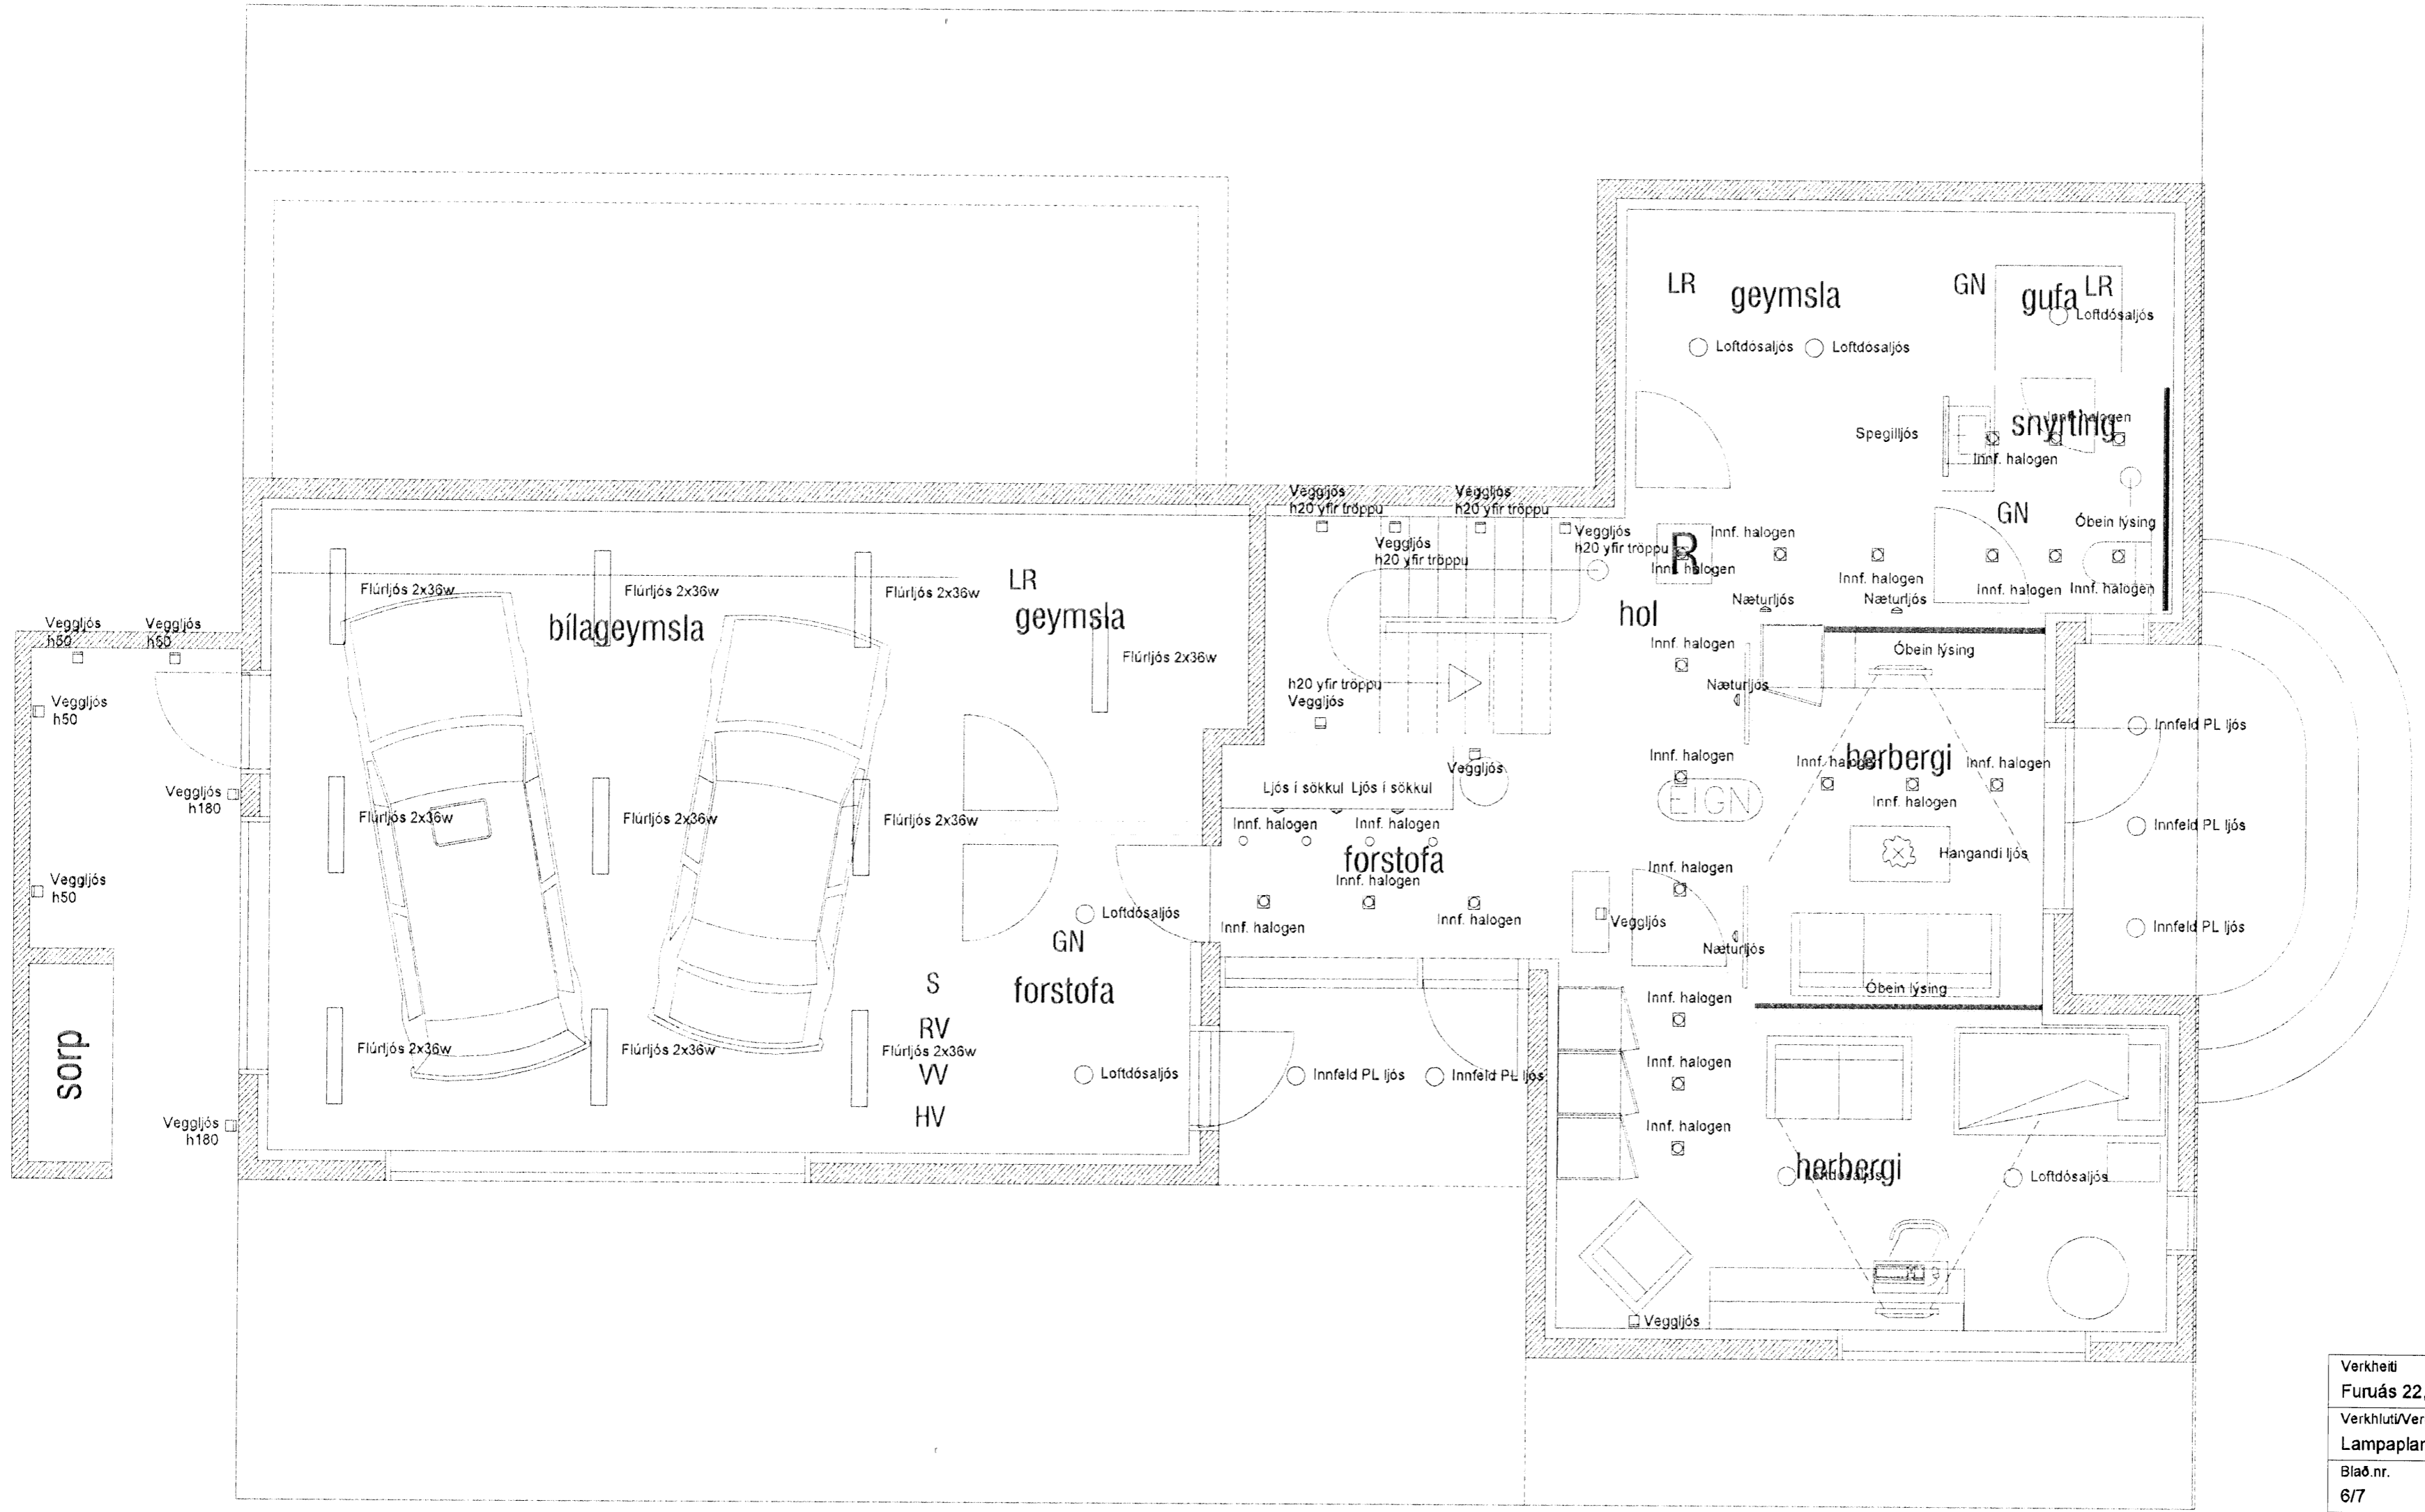 LR
geymsla
GN
gufa
LR
Loftdósaljós
Loftdósaljós
Loftdósaljós
Spegilljós
snyrting
Innf. halogen
Innf. halogen
GN
Óbein lýsing
Innf. halogen
Innf. halogen
Veggljós
h20 yfir tröppu
Veggljós
h20 yfir tröppu
Veggljós
h20 yfir tröppu
Veggljós
h20 yfir tröppu
R
Innf. halogen
Innf. halogen
Innf. halogen
Næturljós
Næturljós
hol
Flúrljós 2x36w
Flúrljós 2x36w
Flúrljós 2x36w
LR
geymsla
bílageymsla
Flúrljós 2x36w
Veggljós
h50
Veggljós
h50
Veggljós
h50
Veggljós
h180
Veggljós
h50
h20 yfir tröppu
Veggljós
Innf. halogen
Óbein lýsing
Næturljós
Innfeld PL ljós
Veggljós
Innf. halogen
herbergi
Innf. halogen
Innf. halogen
Innf. halogen
Ljós í sökkul
Ljós í sökkul
EIGN
Flúrljós 2x36w
Flúrljós 2x36w
Flúrljós 2x36w
Innf. halogen
Innf. halogen
Innfeld PL ljós
forstofa
Hangandi ljós
Innf. halogen
Innf. halogen
Innf. halogen
Innf. halogen
Innf. halogen
Veggljós
Innfeld PL ljós
Loftdósaljós
GN
Næturljós
S
forstofa
Óbein lýsing
Innf. halogen
RV
Flúrljós 2x36w
Flúrljós 2x36w
Flúrljós 2x36w
VV
HV
Loftdósaljós
Innfeld PL ljós
Innfeld PL ljós
Innf. halogen
Innf. halogen
sorp
Veggljós
h180
herbergi
Loftdósaljós
Loftdósaljós
Veggljós
Verkheiti
Furuás 22,
Verkhluti/Ver
Lampaplan
Blað.nr.
6/7